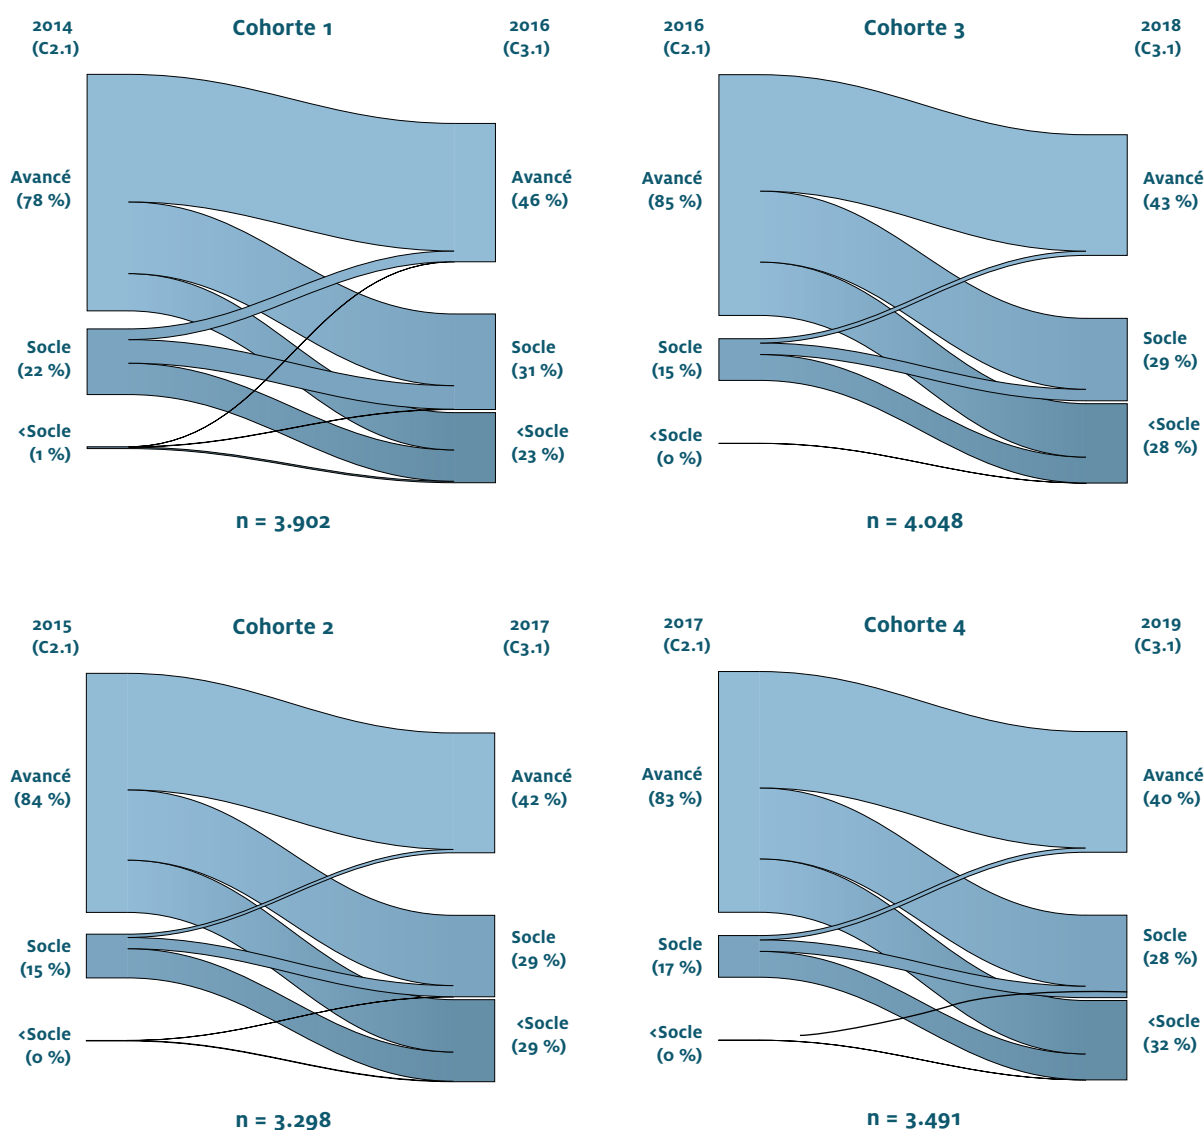 Cohorte 1
2014
(C2.1)
2016
(C3.1)
Avancé
(78 %)
Socle
(22 %)
<Socle
(1 %)
Avancé
(46 %)
Socle
(31 %)
<Socle
(23 %)
n = 3.902
Cohorte 3
2016
(C2.1)
2018
(C3.1)
Avancé
(85 %)
Socle
(15 %)
<Socle
(0 %)
Avancé
(43 %)
Socle
(29 %)
<Socle
(28 %)
n = 4.048
Cohorte 2
2015
(C2.1)
2017
(C3.1)
Avancé
(84 %)
Socle
(15 %)
<Socle
(0 %)
Avancé
(42 %)
Socle
(29 %)
<Socle
(29 %)
n = 3.298
Cohorte 4
2017
(C2.1)
2019
(C3.1)
Avancé
(83 %)
Socle
(17 %)
<Socle
(0 %)
Avancé
(40 %)
Socle
(28 %)
<Socle
(32 %)
n = 3.491